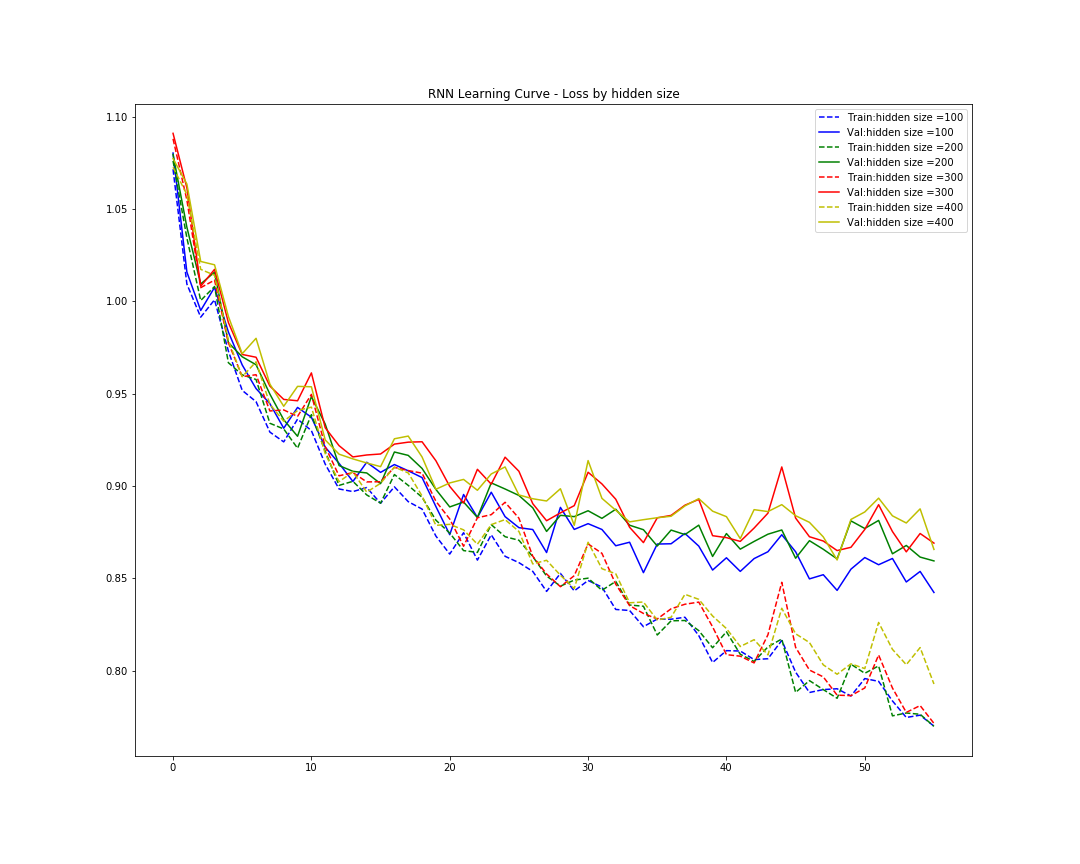 RNN Learning Curve - Loss by hidden size
1.10
1.05
1.00
0.95
0.90
0.85
0.80
Train:hidden size =100
Val:hidden size =100
Train:hidden size =200
Val:hidden size =200
Train:hidden size =300
Val:hidden size =300
Train:hidden size =400
Val:hidden size =400
0 10 20 30 40 50